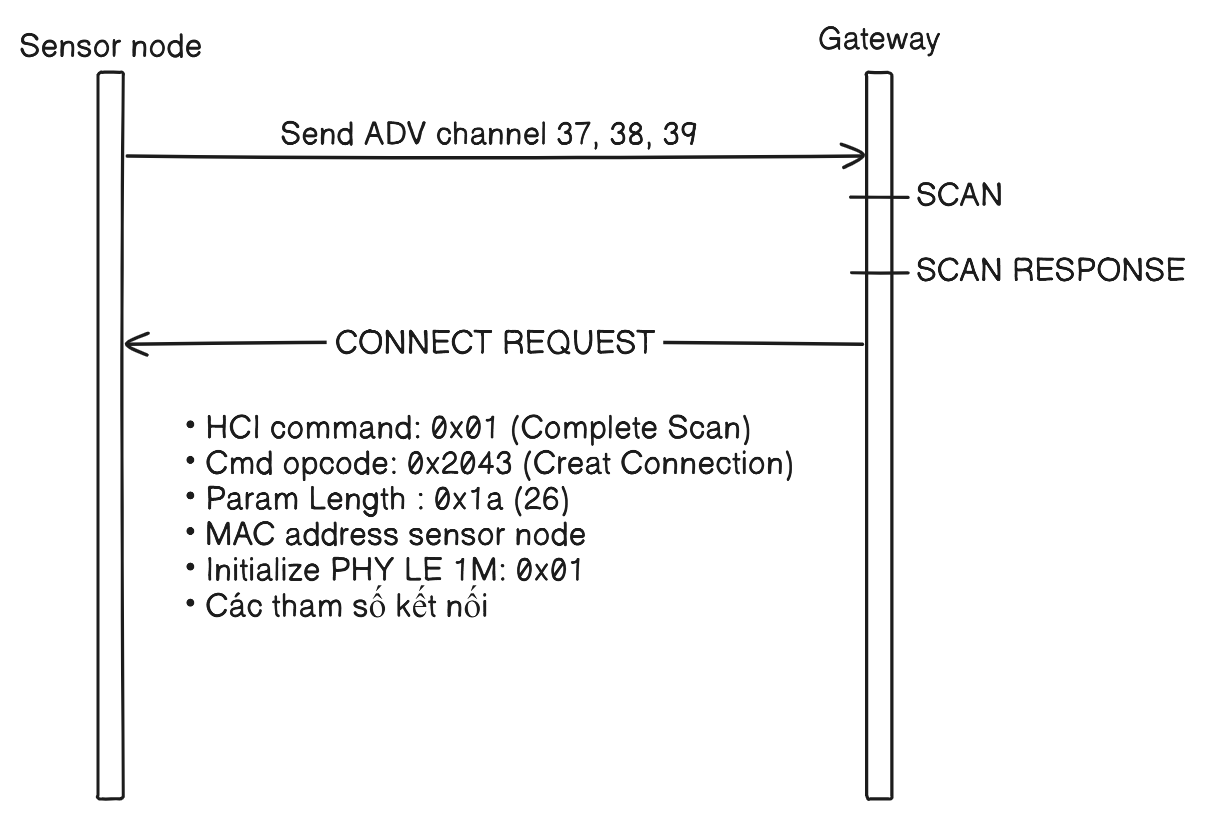 Sensor node
Gateway
Send ADV channel 37, 38, 39
SCAN
SCAN RESPONSE
CONNECT REQUEST
• HCI command: 0x01 (Complete Scan)
• Cmd opcode: 0x2043 (Creat Connection)
• Param Length : 0x1a (26)
• MAC address sensor node
• Initialize PHY LE 1M: 0x01
• Các tham số kết nối